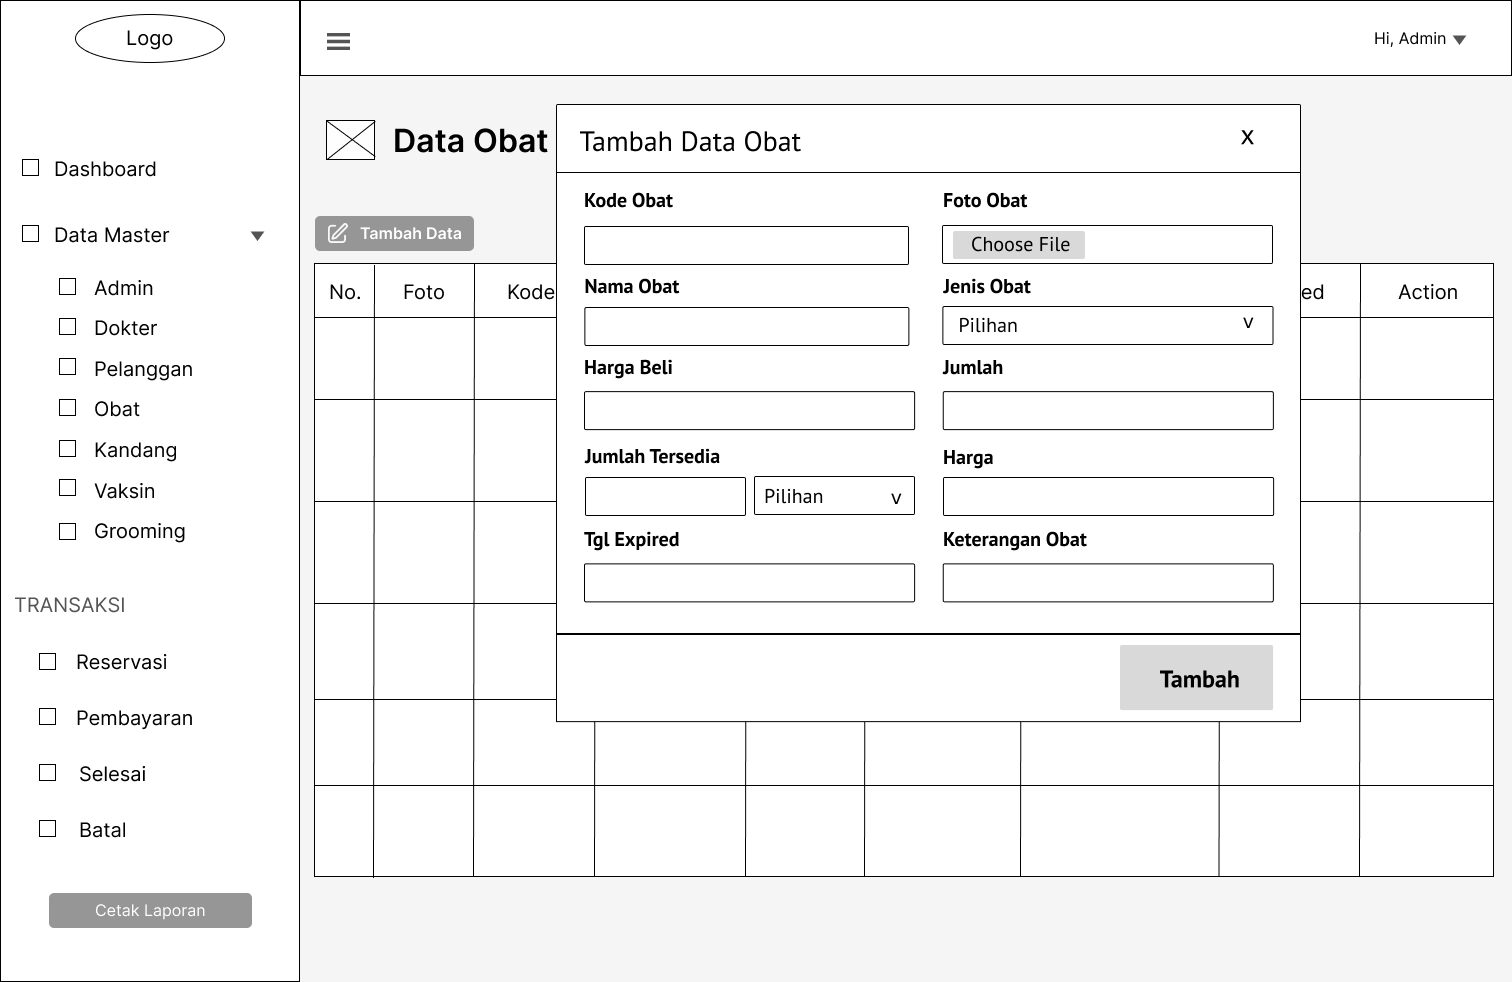 Logo
Hi, Admin
Dashboard
Data Master
Admin
Dokter
Pelanggan
Obat
Kandang
Vaksin
Grooming
TRANSAKSI
Reservasi
Pembayaran
Selesai
Batal
Cetak Laporan
Data Obat
Tambah Data
No. Foto Kode ed Action
Tambah Data Obat x
Kode Obat Foto Obat
Choose File
Nama Obat Jenis Obat
Pilihan v
Harga Beli Jumlah
Jumlah Tersedia Harga
Pilihan v
Tgl Expired Keterangan Obat
Tambah